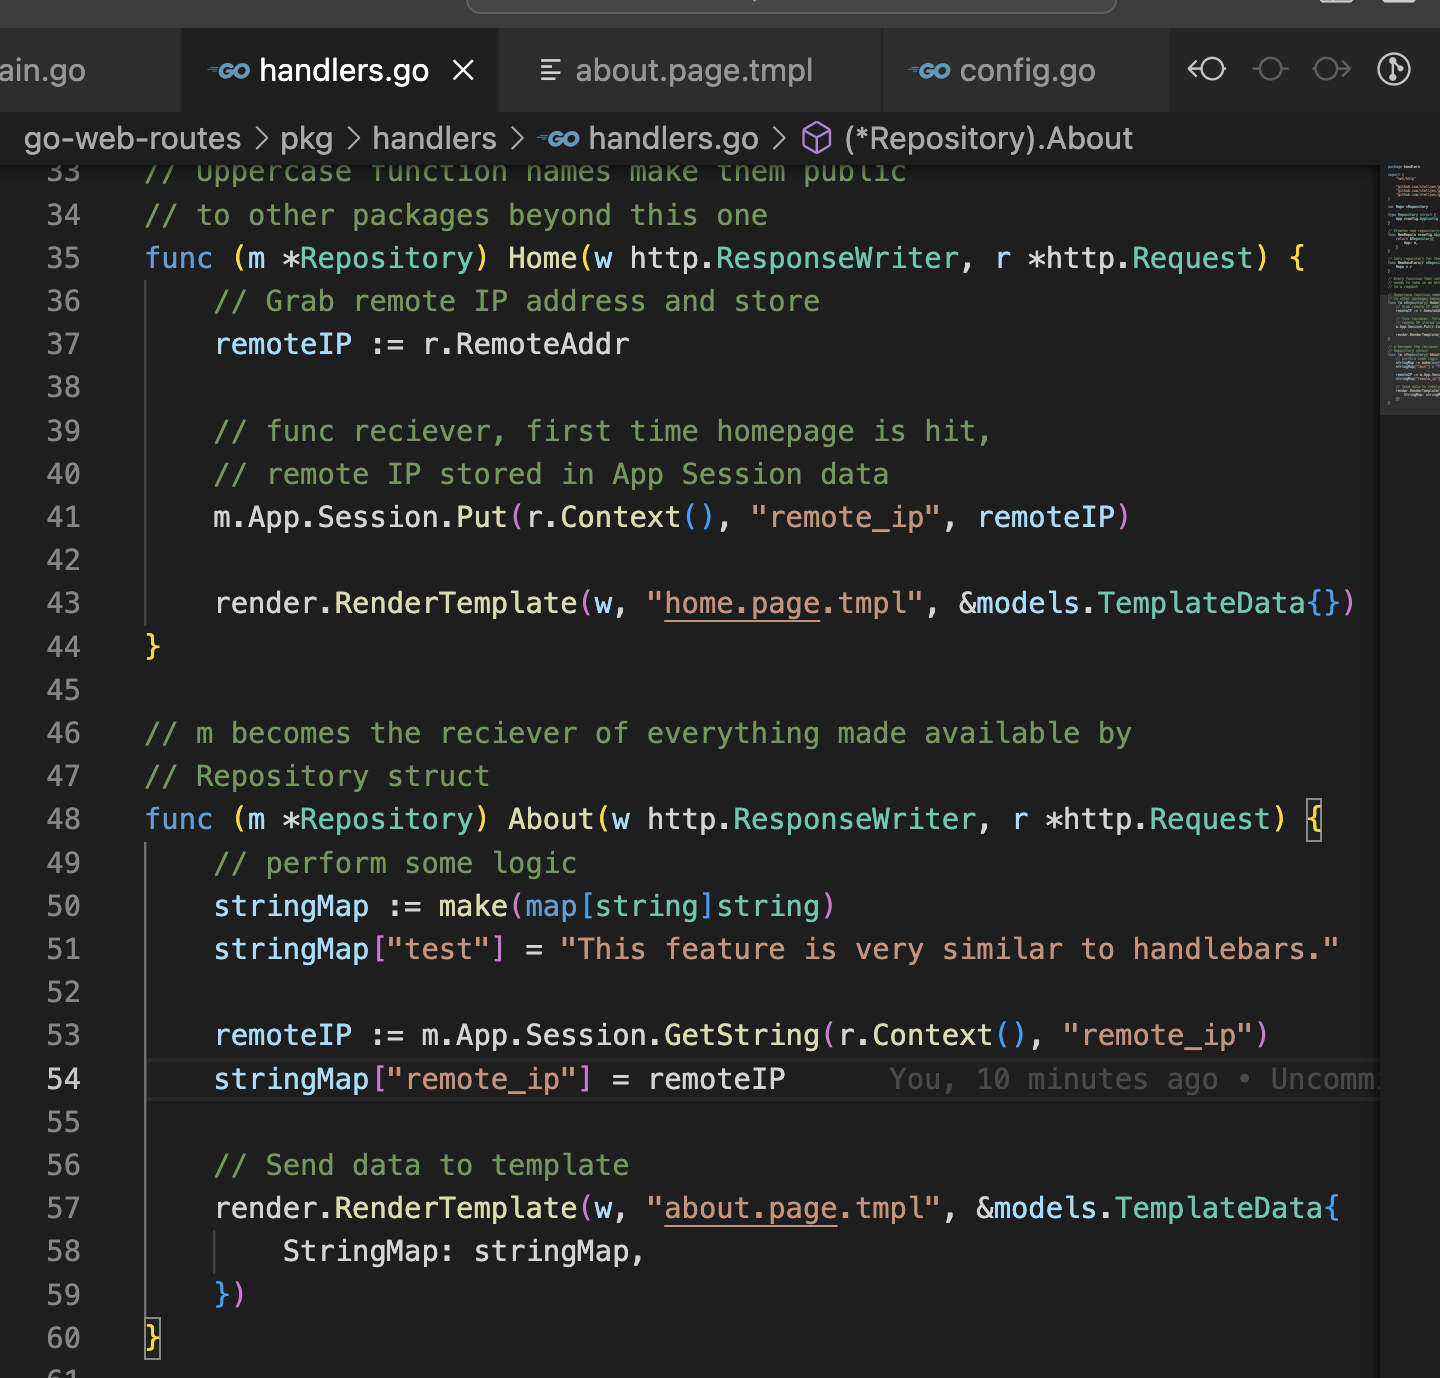 ain.go
GO handlers.go
about.page.tmpl
GO config.go
go-web-routes > pkg > handlers > GO handlers.go > (*Repository).About
33 // Uppercase function names make them public
34 // to other packages beyond this one
35 func (m *Repository) Home(w http.ResponseWriter, r *http.Request) {
36 // Grab remote IP address and store
37 remoteIP := r.RemoteAddr
38
39 // func reciever, first time homepage is hit,
40 // remote IP stored in App Session data
41 m.App.Session.Put(r.Context(), "remote_ip", remoteIP)
42
43 render.RenderTemplate(w, "home.page.tmpl", &models.TemplateData{})
44 }
45
46 // m becomes the reciever of everything made available by
47 // Repository struct
48 func (m *Repository) About(w http.ResponseWriter, r *http.Request) {
49 // perform some logic
50 stringMap := make(map[string]string)
51 stringMap["test"] = "This feature is very similar to handlebars."
52
53 remoteIP := m.App.Session.GetString(r.Context(), "remote_ip")
54 stringMap["remote_ip"] = remoteIP You, 10 minutes ago • Uncomm
55
56 // Send data to template
57 render.RenderTemplate(w, "about.page.tmpl", &models.TemplateData{
58 StringMap: stringMap,
59 })
60 }
61